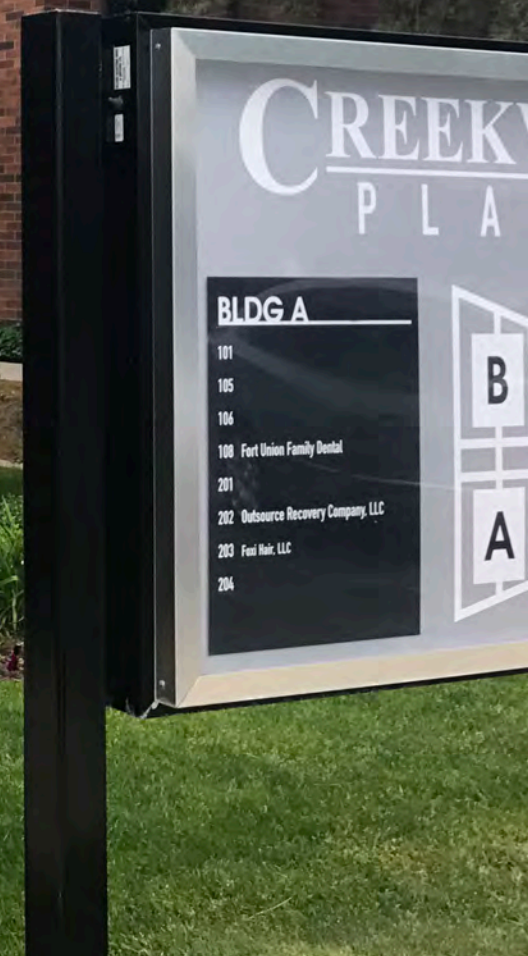 CREEK
PLA
BLDG A
101
105
106
108 Fort Union Family Dental
201
202 Outsource Recovery Company, LLC
203 Foxi Hair, LLC
204
B
A